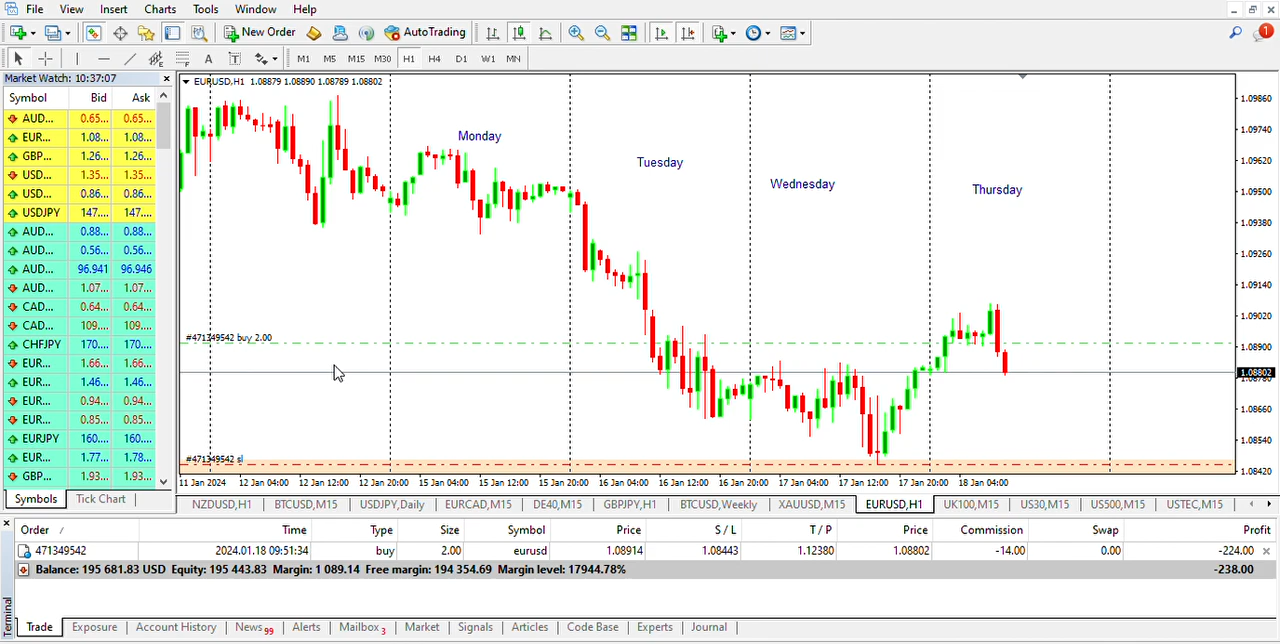 File View Insert Charts Tools Window Help
New Order AutoTrading 1
A T M1 M5 M15 M30 H1 H4 D1 W1 MN
Market Watch: 10:37:07
Symbol Bid Ask
AUD... 0.65... 0.65...
EUR... 1.08... 1.08...
GBP... 1.26... 1.26...
USD... 1.35... 1.35...
USD... 0.86... 0.86...
USDJPY 147.... 147....
AUD... 0.88... 0.88...
AUD... 0.56... 0.56...
AUD... 96.941 96.946
AUD... 1.07... 1.07...
CAD... 0.64... 0.64...
CAD... 109.... 109....
CHFJPY 170.... 170....
EUR... 1.66... 1.66...
EUR... 1.46... 1.46...
EUR... 0.94... 0.94...
EUR... 0.85... 0.85...
EURJPY 160.... 160....
EUR... 1.77... 1.78...
GBP... 1.93... 1.93...
Symbols Tick Chart
EURUSD,H1 1.08879 1.08890 1.08789 1.08802
Monday
Tuesday
Wednesday
Thursday
#471349542 buy 2.00
#471349542 sl
1.09860
1.09740
1.09620
1.09500
1.09380
1.09260
1.09140
1.09020
1.08900
1.08802
1.08780
1.08660
1.08540
1.08420
11 Jan 2024 12 Jan 04:00 12 Jan 12:00 12 Jan 20:00 15 Jan 04:00 15 Jan 12:00 15 Jan 20:00 16 Jan 04:00 16 Jan 12:00 16 Jan 20:00 17 Jan 04:00 17 Jan 12:00 17 Jan 20:00 18 Jan 04:00
NZDUSD,H1 BTCUSD,M15 USDJPY,Daily EURCAD,M15 DE40,M15 GBPJPY,H1 BTCUSD,Weekly XAUUSD,M15 EURUSD,H1 UK100,M15 US30,M15 US500,M15 USTEC,M15
Order / Time Type Size Symbol Price S / L T / P Price Commission Swap Profit
471349542 2024.01.18 09:51:34 buy 2.00 eurusd 1.08914 1.08443 1.12380 1.08802 -14.00 0.00 -224.00
Balance: 195 681.83 USD Equity: 195 443.83 Margin: 1 089.14 Free margin: 194 354.69 Margin level: 17944.78% -238.00
Terminal
Trade Exposure Account History News 99 Alerts Mailbox 3 Market Signals Articles Code Base Experts Journal